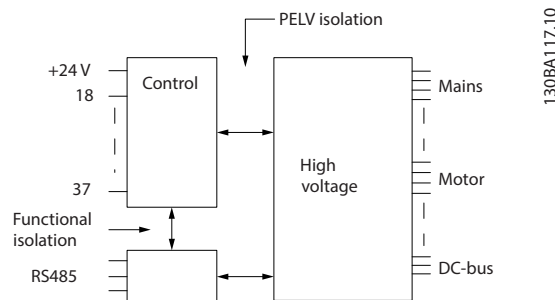 PELV isolation
130BA117.10
+24 V
Control
18
Mains
High
voltage
37
Motor
Functional
isolation
RS485
DC-bus